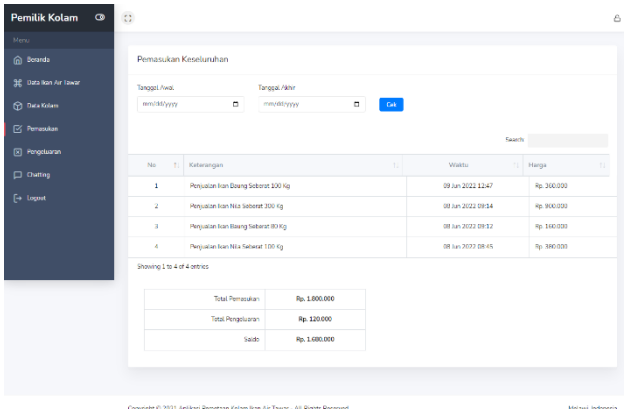 Pemilik Kolam
Menu
Beranda
Data Ikan Air Tawar
Data Kolam
Pemasukan
Pengeluaran
Chatting
Logout
Pemasukan Keseluruhan
Tanggal Awal Tanggal Akhir
mm/dd/yyyy mm/dd/yyyy Cek
Search:
No Keterangan Waktu Harga
1 Penjualan Ikan Baung Seberat 100 Kg 09 Jun 2022 12:47 Rp. 360.000
2 Penjualan Ikan Nila Seberat 300 Kg 09 Jun 2022 09:14 Rp. 900.000
3 Penjualan Ikan Baung Seberat 80 Kg 09 Jun 2022 09:12 Rp. 160.000
4 Penjualan Ikan Nila Seberat 100 Kg 09 Jun 2022 08:45 Rp. 380.000
Showing 1 to 4 of 4 entries
Total Pemasukan Rp. 1.800.000
Total Pengeluaran Rp. 120.000
Saldo Rp. 1.680.000
Copyright © 2021 Aplikasi Pemetaan Kolam Ikan Air Tawar - All Rights Reserved Melawi, Indonesia